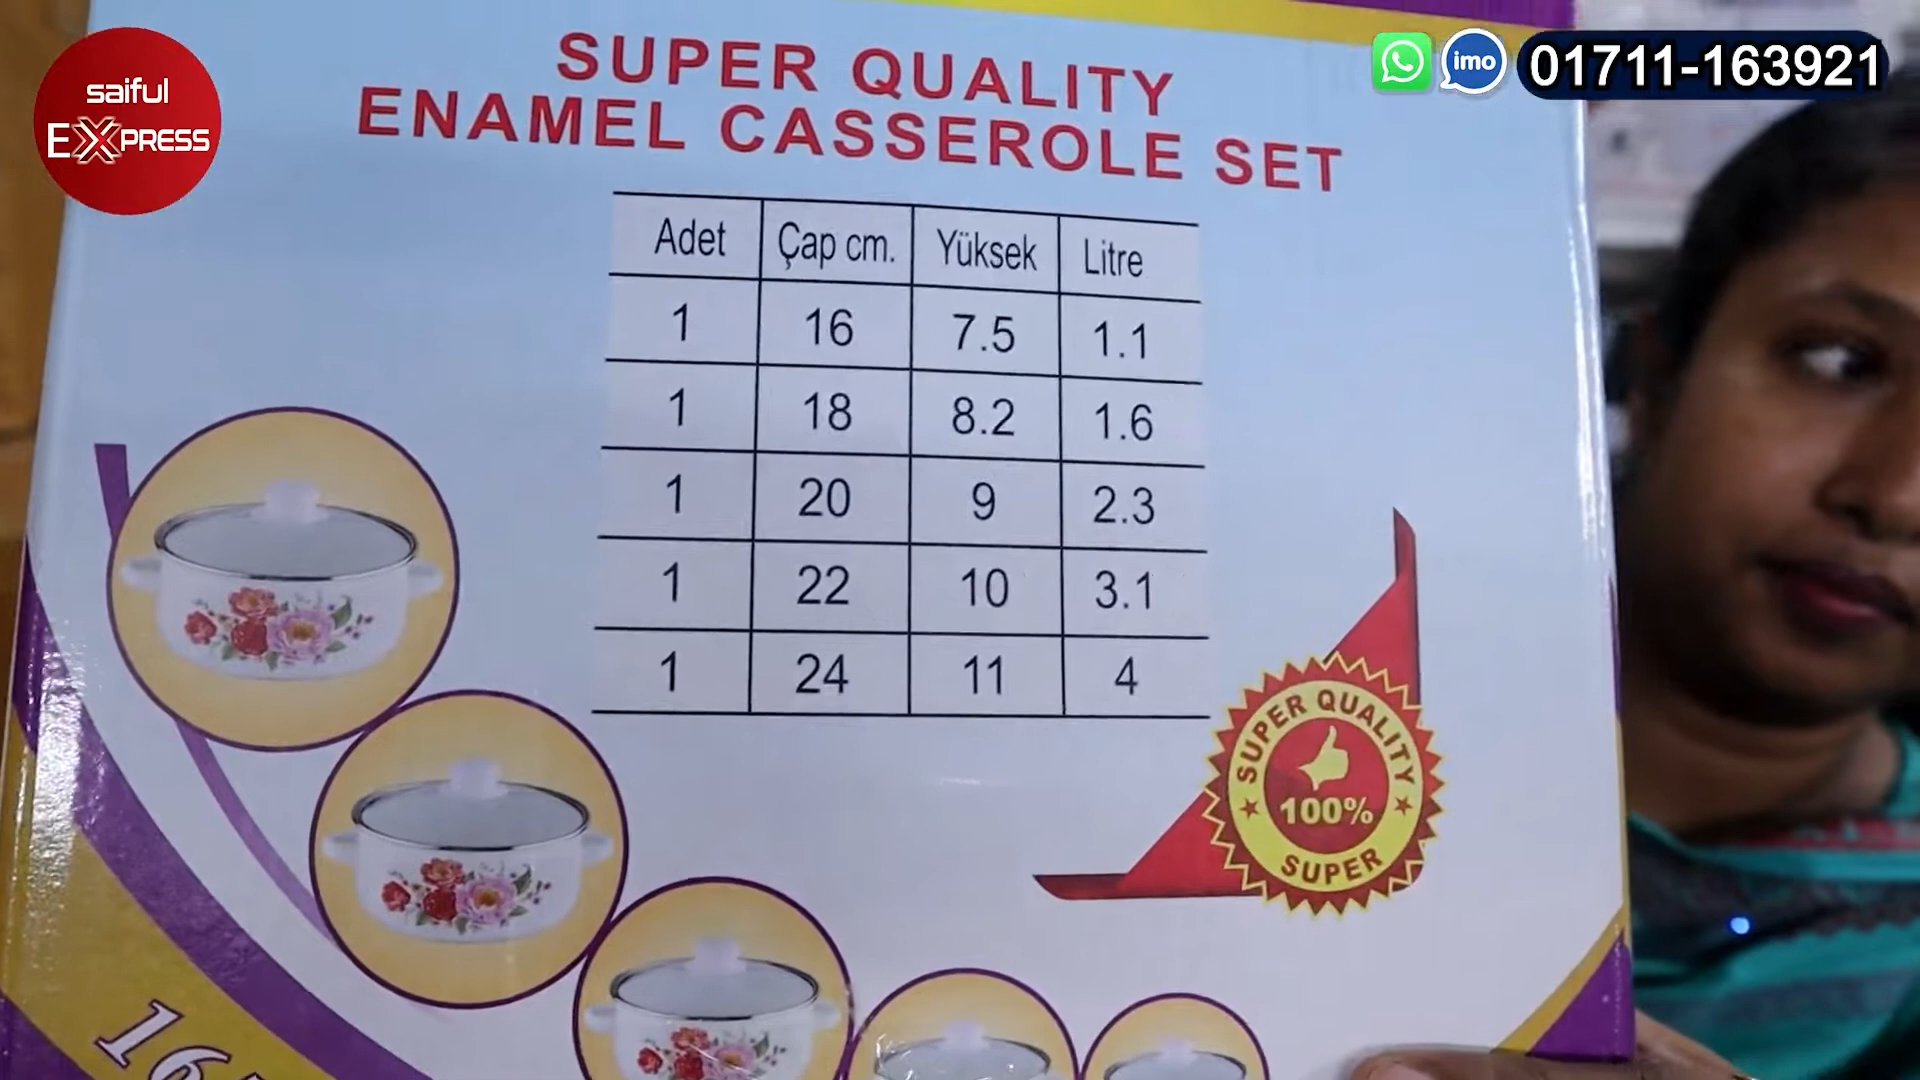 saiful
EXPRESS
imo
01711-163921
SUPER QUALITY
ENAMEL CASSEROLE SET
Adet Çap cm. Yüksek Litre
1 16 7.5 1.1
1 18 8.2 1.6
1 20 9 2.3
1 22 10 3.1
1 24 11 4
SUPER QUALITY
100%
SUPER